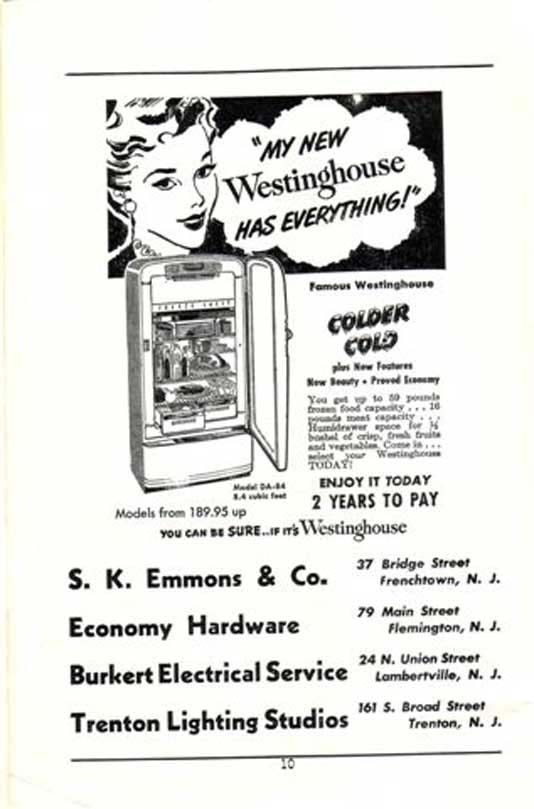 "MY NEW
Westinghouse
HAS EVERYTHING!"
Famous Westinghouse
COLDER
COLD
plus New Features
New Beauty • Proved Economy
You get up to 59 pounds
frozen food capacity . . . 16
pounds meat capacity . . .
Humidrawer space for ½
bushel of crisp, fresh fruits
and vegetables. Come in . . .
select your Westinghouse
TODAY!
FREEZE CHEST
Model DA-84
8.4 cubic feet
ENJOY IT TODAY
2 YEARS TO PAY
Models from 189.95 up
YOU CAN BE SURE...IF IT'S Westinghouse
S. K. Emmons & Co.
37 Bridge Street
Frenchtown, N. J.
Economy Hardware
79 Main Street
Flemington, N. J.
Burkert Electrical Service
24 N. Union Street
Lambertville, N. J.
Trenton Lighting Studios
161 S. Broad Street
Trenton, N. J.
10